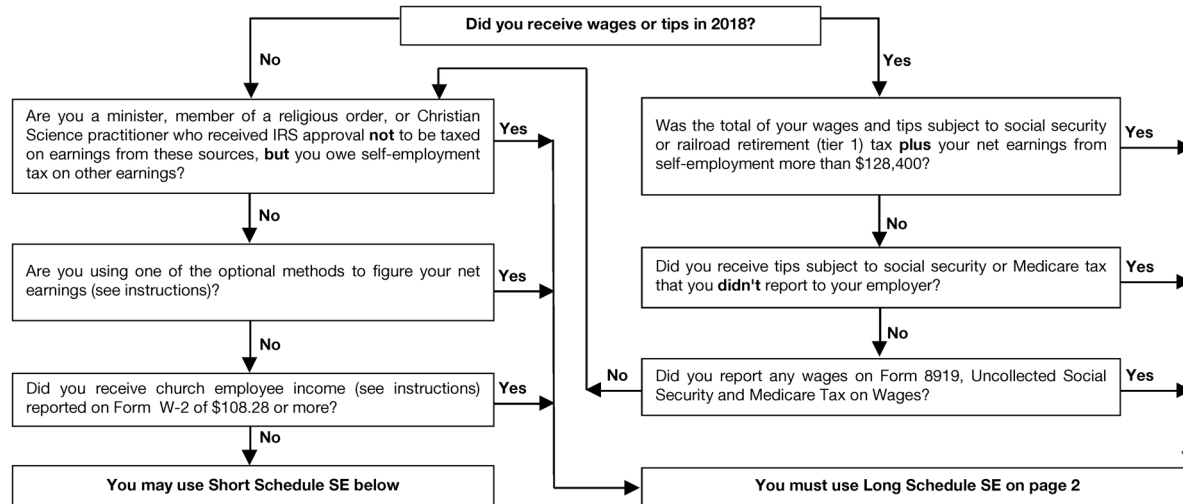 Did you receive wages or tips in 2018?
No
Yes
Are you a minister, member of a religious order, or Christian
Science practitioner who received IRS approval not to be taxed
on earnings from these sources, but you owe self-employment
tax on other earnings?
Yes
Was the total of your wages and tips subject to social security
or railroad retirement (tier 1) tax plus your net earnings from
self-employment more than $128,400?
Yes
No
No
Are you using one of the optional methods to figure your net
earnings (see instructions)?
Yes
Did you receive tips subject to social security or Medicare tax
that you didn't report to your employer?
Yes
No
No
Did you receive church employee income (see instructions)
reported on Form W-2 of $108.28 or more?
Yes
No
Did you report any wages on Form 8919, Uncollected Social
Security and Medicare Tax on Wages?
Yes
No
You may use Short Schedule SE below
You must use Long Schedule SE on page 2